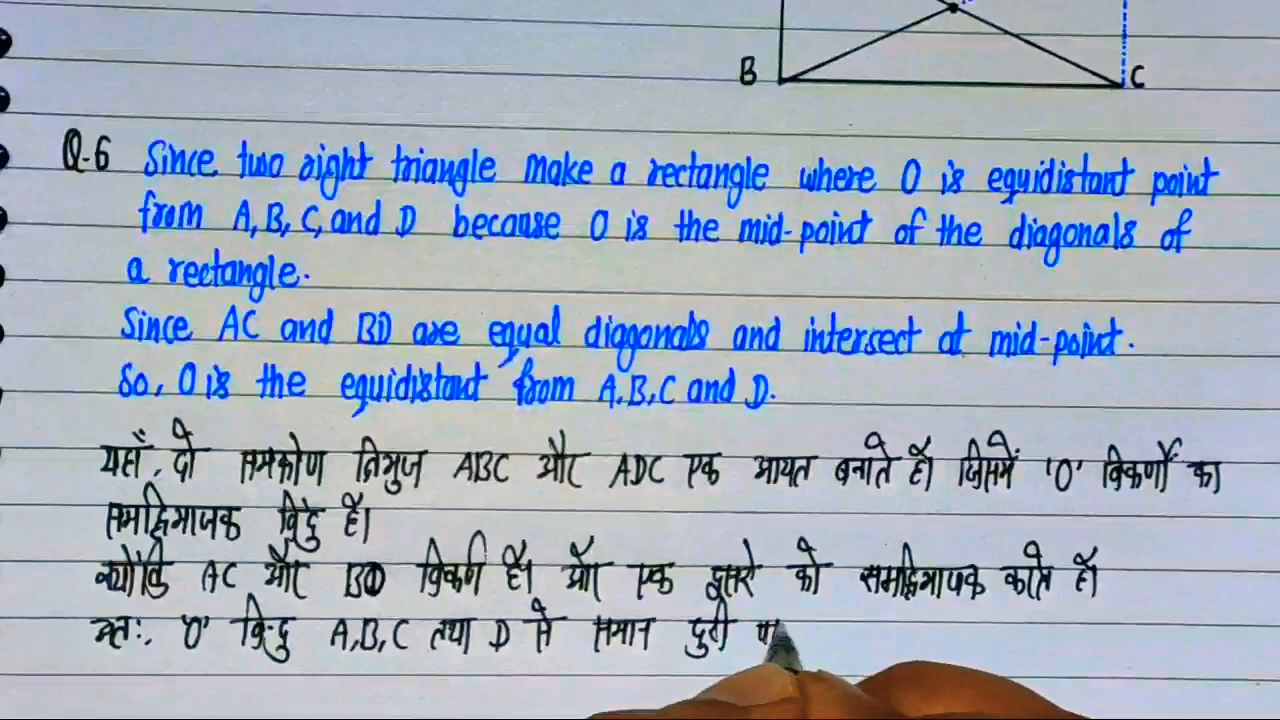 B C
Q-6 Since two right triangle make a rectangle where O is equidistant point
from A, B, C, and D because O is the mid-point of the diagonals of
a rectangle.
Since AC and BD are equal diagonals and intersect at mid-point.
So, O is the equidistant from A, B, C and D.
यहाँ, दो समकोण त्रिभुज ABC और ADC एक आयत बनाते हैं। जिसमें 'O' विकर्णों का
समद्विभाजक बिंदु है।
क्योंकि AC और BD विकर्ण हैं। और एक दूसरे को समद्विभाजक करते हैं।
अतः, 'O' बिन्दु A, B, C तथा D से समान दुरी प